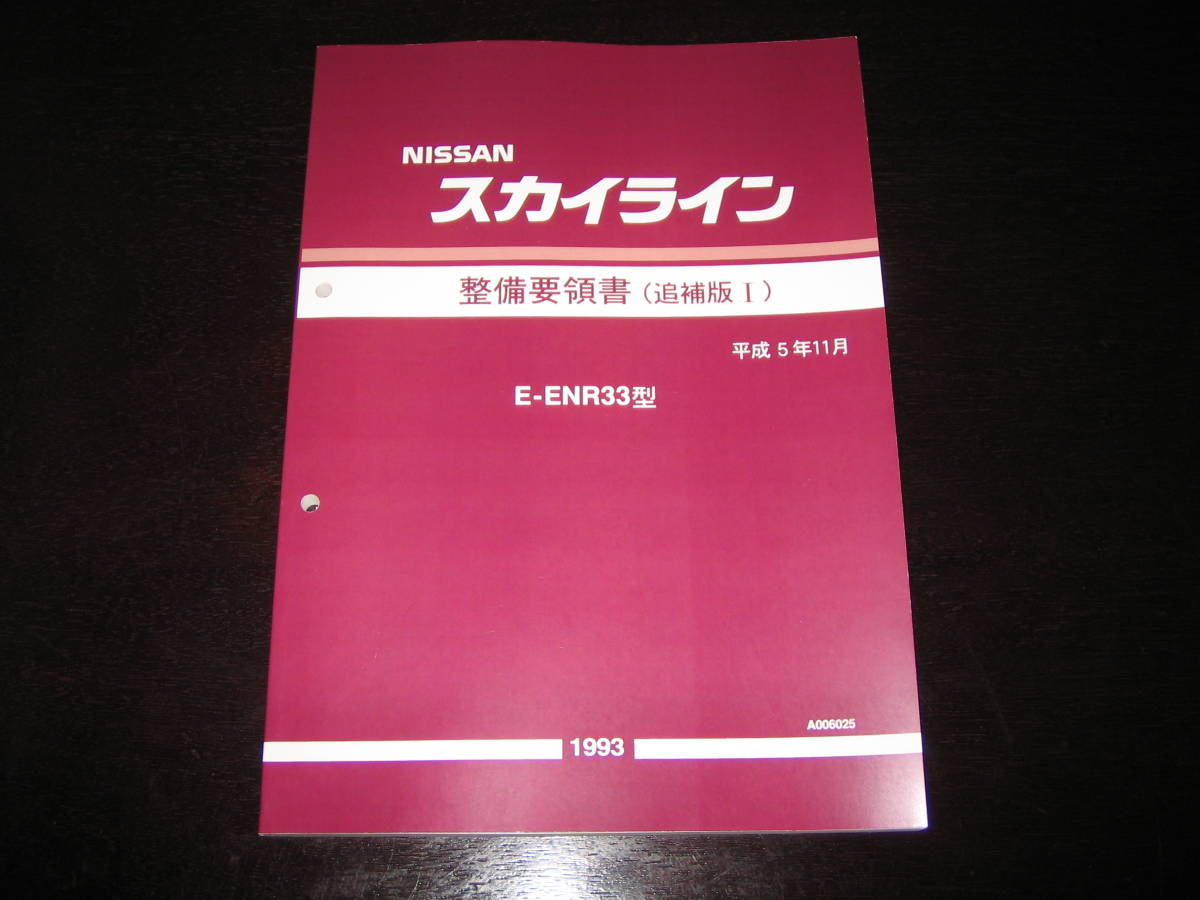 NISSAN
スカイライン
整備要領書(追補版 I)
平成 5年11月
E-ENR33型
A006025
1993